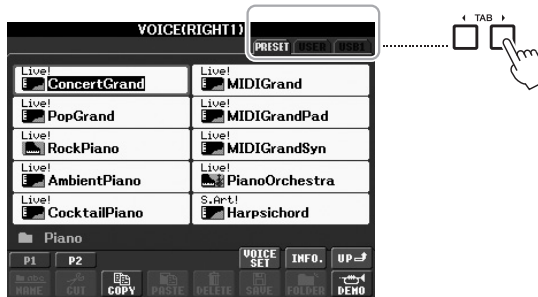 VOICE(RIGHT1)
PRESET USER USB1
TAB
Live!
ConcertGrand
Live!
MIDIGrand
Live!
PopGrand
Live!
MIDIGrandPad
Live!
RockPiano
Live!
MIDIGrandSyn
Live!
AmbientPiano
Live!
PianoOrchestra
Live!
CocktailPiano
S.Art!
Harpsichord
Piano
P1 P2 VOICE SET INFO. UP
NAME CUT COPY PASTE DELETE SAVE FOLDER DEMO